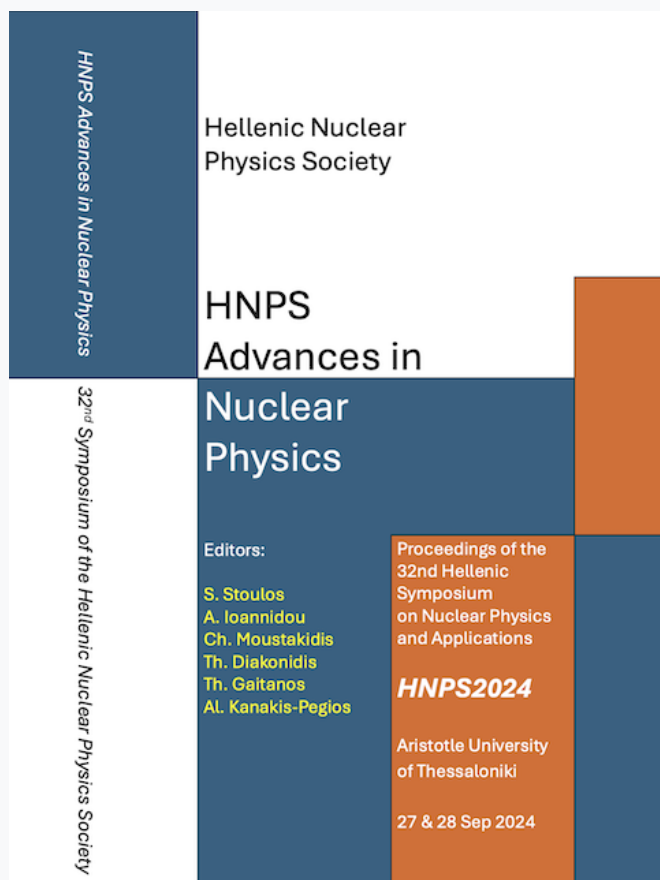 HNPS Advances in Nuclear Physics
32nd Symposium of the Hellenic Nuclear Physics Society
Hellenic Nuclear
Physics Society
HNPS
Advances in
Nuclear
Physics
Editors:
S. Stoulos
A. Ioannidou
Ch. Moustakidis
Th. Diakonidis
Th. Gaitanos
Al. Kanakis-Pegios
Proceedings of the
32nd Hellenic
Symposium
on Nuclear Physics
and Applications
HNPS2024
Aristotle University
of Thessaloniki
27 & 28 Sep 2024